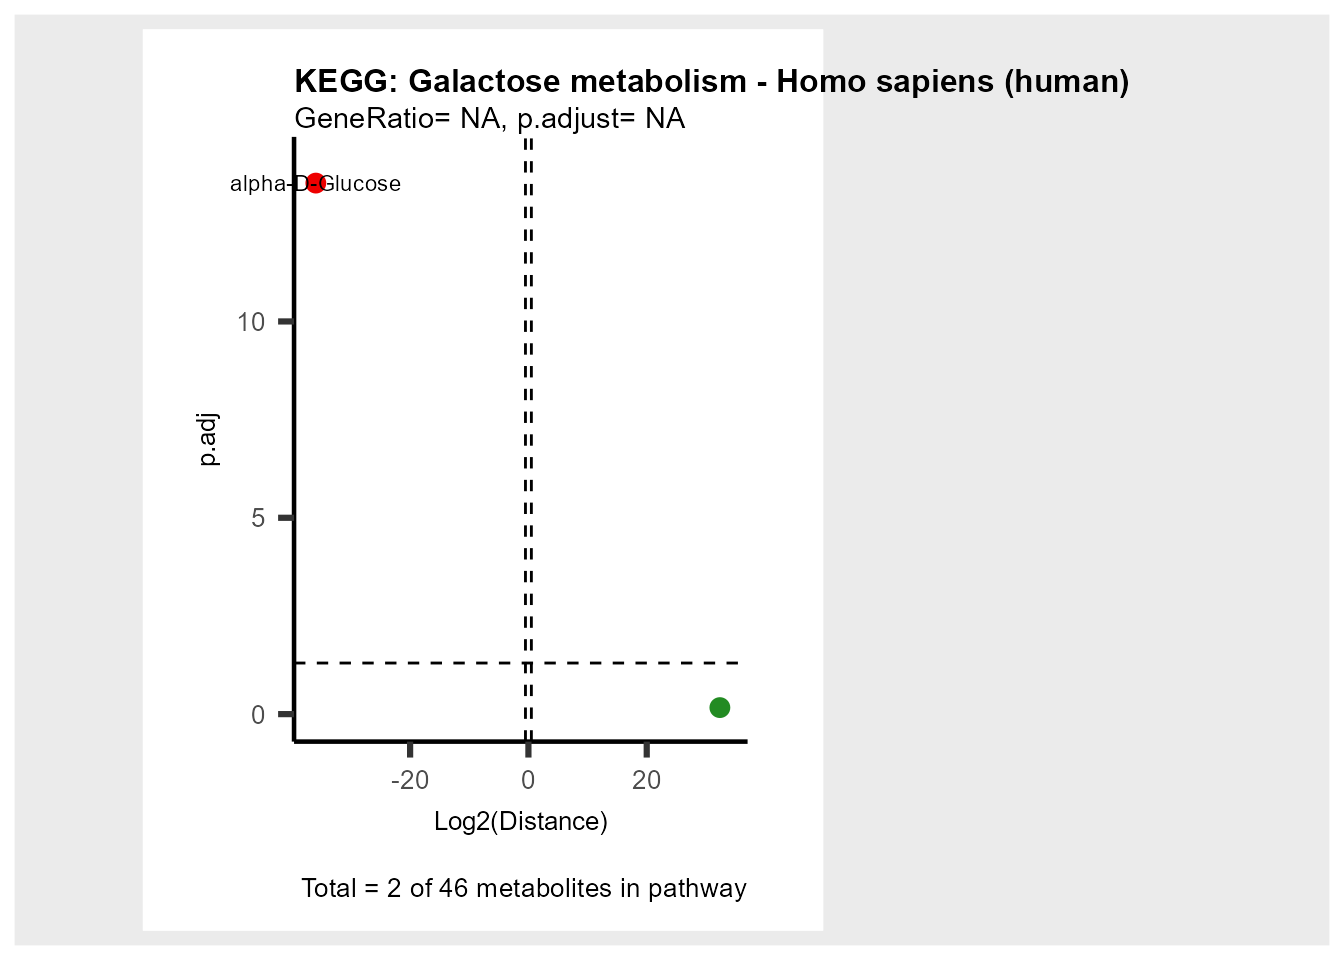 KEGG: Galactose metabolism - Homo sapiens (human)
GeneRatio= NA, p.adjust= NA
alpha-D-Glucose
10
5
0
p.adj
-20
0
20
Log2(Distance)
Total = 2 of 46 metabolites in pathway